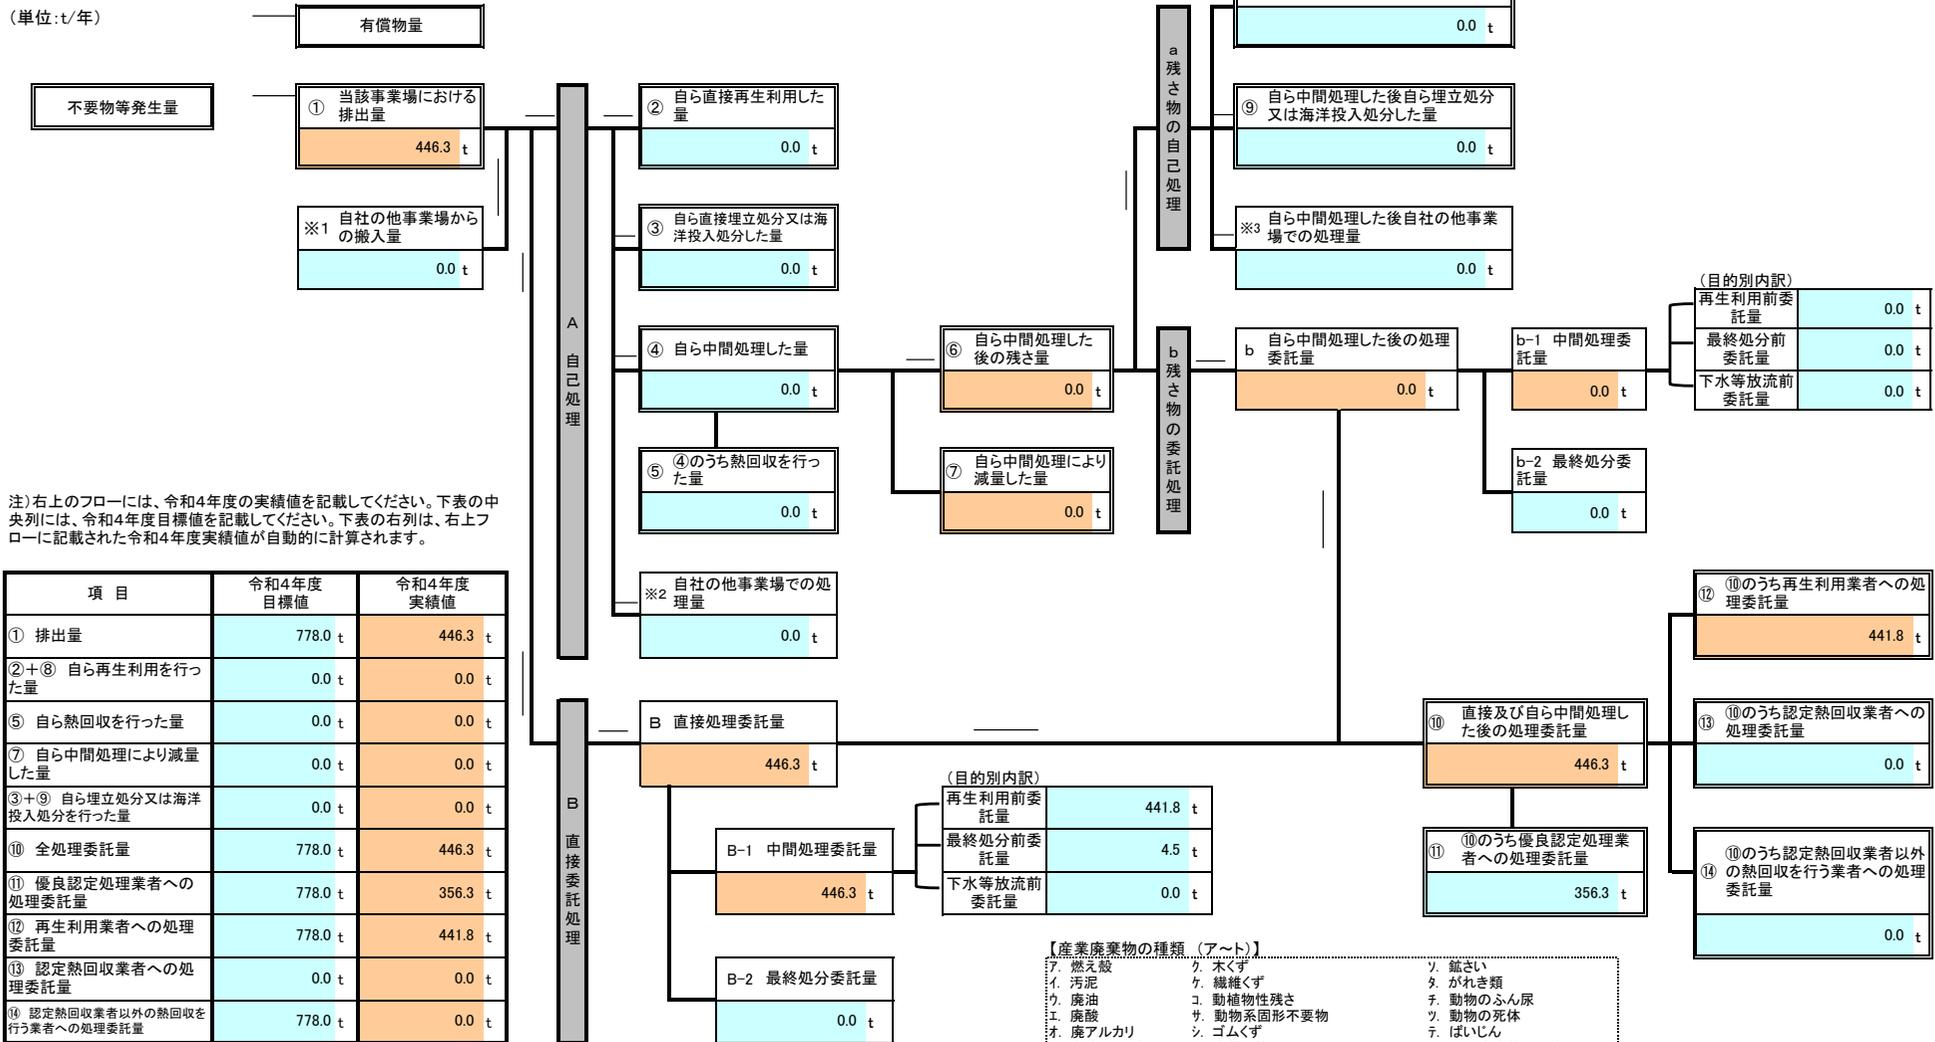 (単位:t/年)
有償物量
0.0 t
不要物等発生量
① 当該事業場における
排出量
446.3 t
※1 自社の他事業場から
の搬入量
0.0 t
A 自己処理
② 自ら直接再生利用した
量
0.0 t
③ 自ら直接埋立処分又は海
洋投入処分した量
0.0 t
④ 自ら中間処理した量
0.0 t
⑤ ④のうち熱回収を行っ
た量
0.0 t
※2 自社の他事業場での処
理量
0.0 t
⑥ 自ら中間処理した
後の残さ量
0.0 t
⑦ 自ら中間処理により
減量した量
0.0 t
a残さ物の自己処理
⑨ 自ら中間処理した後自ら埋立処分
又は海洋投入処分した量
0.0 t
※3 自ら中間処理した後自社の他事業
場での処理量
0.0 t
b残さ物の委託処理
b 自ら中間処理した後の処理
委託量
0.0 t
b-1 中間処理委
託量
0.0 t
b-2 最終処分委
託量
0.0 t
(目的別内訳)
再生利用前委
託量
0.0 t
最終処分前
委託量
0.0 t
下水等放流前
委託量
0.0 t
注)右上のフローには、令和4年度の実績値を記載してください。下表の中
央列には、令和4年度目標値を記載してください。下表の右列は、右上フ
ローに記載された令和4年度実績値が自動的に計算されます。
項 目 令和4年度
目標値 令和4年度
実績値
① 排出量 778.0 t 446.3 t
②+⑧ 自ら再生利用を行っ
た量 0.0 t 0.0 t
⑤ 自ら熱回収を行った量 0.0 t 0.0 t
⑦ 自ら中間処理により減量
した量 0.0 t 0.0 t
③+⑨ 自ら埋立処分又は海洋
投入処分を行った量 0.0 t 0.0 t
⑩ 全処理委託量 778.0 t 446.3 t
⑪ 優良認定処理業者への
処理委託量 778.0 t 356.3 t
⑫ 再生利用業者への処理
委託量 778.0 t 441.8 t
⑬ 認定熱回収業者への処
理委託量 0.0 t 0.0 t
⑭ 認定熱回収業者以外の熱回収を
行う業者への処理委託量 778.0 t 0.0 t
B 直接委託処理
B 直接処理委託量
446.3 t
B-1 中間処理委託量
446.3 t
B-2 最終処分委託量
0.0 t
(目的別内訳)
再生利用前委
託量
441.8 t
最終処分前委
託量
4.5 t
下水等放流前
委託量
0.0 t
⑩ 直接及び自ら中間処理し
た後の処理委託量
446.3 t
⑪ ⑩のうち優良認定処理業
者への処理委託量
356.3 t
⑫ ⑩のうち再生利用業者への処
理委託量
441.8 t
⑬ ⑩のうち認定熱回収業者への
処理委託量
0.0 t
⑭ ⑩のうち認定熱回収業者以外
の熱回収を行う業者への処理
委託量
0.0 t
【産業廃棄物の種類 (ア~ト)】
ア. 燃え殻 ク. 木くず ソ. 鉱さい
イ. 汚泥 ケ. 繊維くず タ. がれき類
ウ. 廃油 コ. 動植物性残さ チ. 動物のふん尿
エ. 廃酸 サ. 動物系固形不要物 ツ. 動物の死体
オ. 廃アルカリ シ. ゴムくず テ. ばいじん